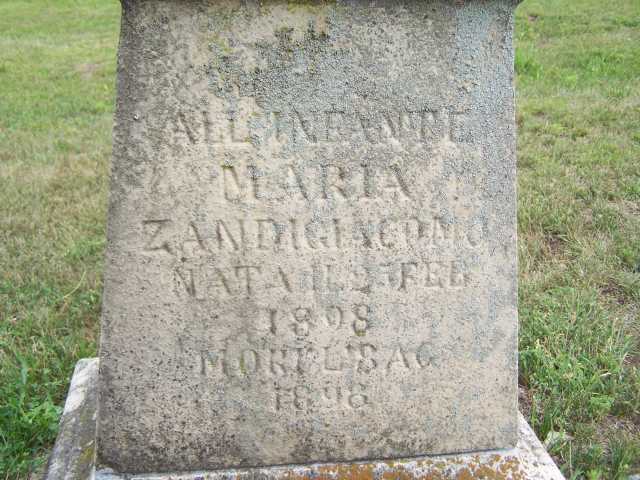 ALL'INFANTE
MARIA
ZANDIGIACOMO
NATA IL 2 FEB
1898
MORI L'8 AG
1898